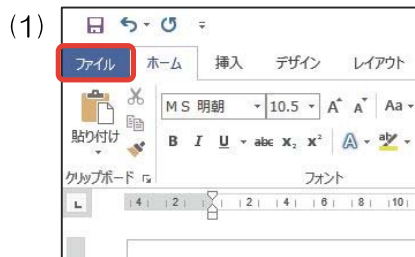 (1)
ファイル ホーム 挿入 デザイン レイアウト
MS 明朝 10.5 A A Aa
貼り付け B I U abc x₂ x² A aby
クリップボード フォント
L |4| |2| |2| |4| |6| |8| |10|